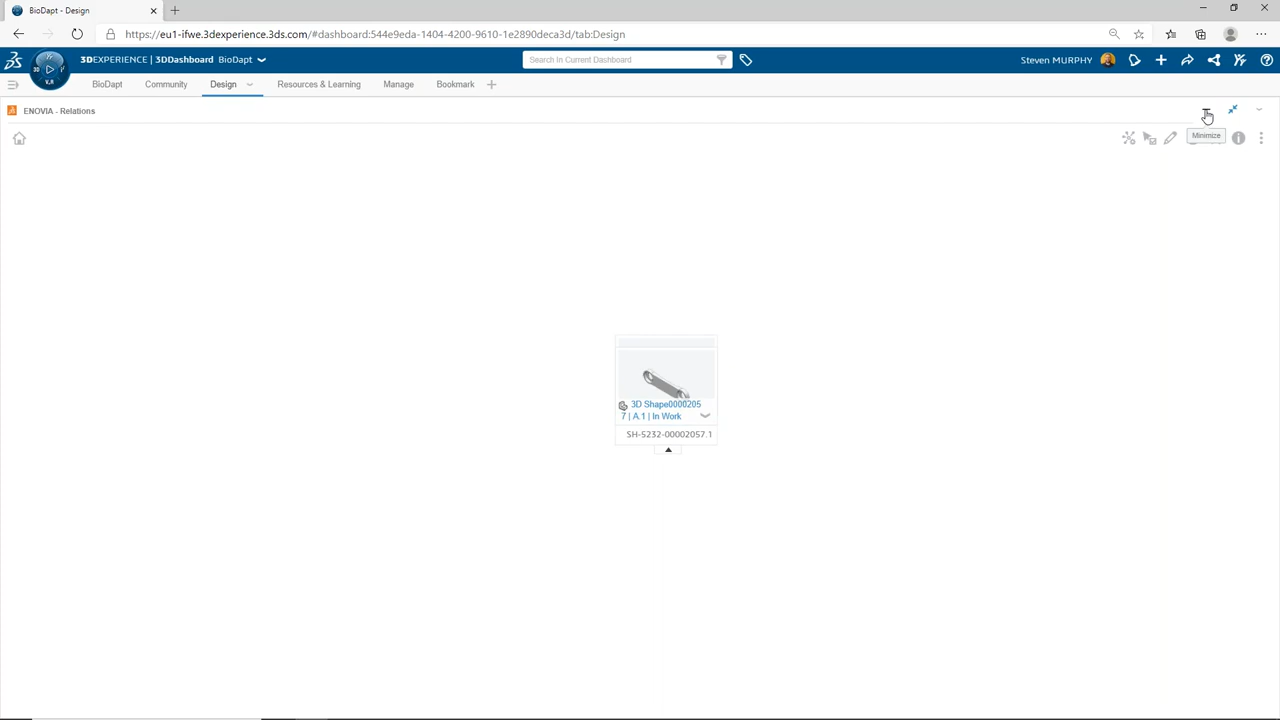 BioDapt - Design
https://eu1-ifwe.3dexperience.3ds.com/#dashboard:544e9eda-1404-4200-9610-1e2890deca3d/tab:Design
3DEXPERIENCE | 3DDashboard BioDapt
Search In Current Dashboard
Steven MURPHY
BioDapt Community Design Resources & Learning Manage Bookmark
ENOVIA - Relations
Minimize
3D Shape0000205
7 | A.1 | In Work
SH-5232-00002057.1